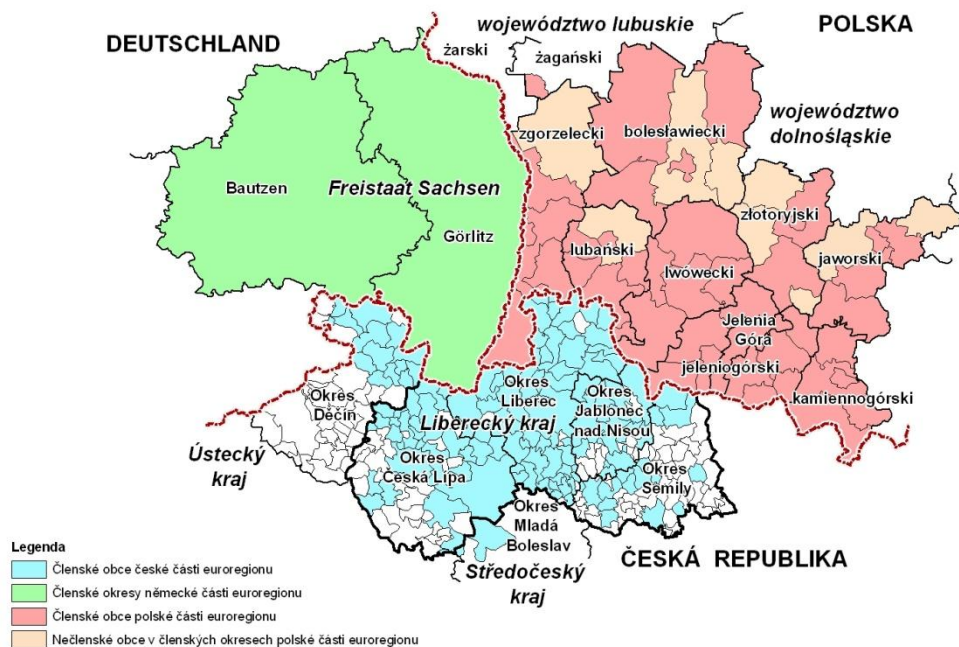 DEUTSCHLAND
województwo lubuskie
POLSKA
żarski
żagański
zgorzelecki
bolesławiecki
województwo
dolnośląskie
Bautzen
Freistaat Sachsen
Görlitz
złotoryjski
lubański
lwówecki
jaworski
Jelenia
Góra
jeleniogórski
kamiennogórski
Okres
Děčín
Okres
Liberec
Okres
Jablonec
nad Nisou
Liberecký kraj
Ústecký
kraj
Okres
Česká Lípa
Okres
Semily
Okres
Mladá
Boleslav
Středočeský
kraj
ČESKÁ REPUBLIKA
Legenda
Členské obce české části euroregionu
Členské okresy německé části euroregionu
Členské obce polské části euroregionu
Nečlenské obce v členských okresech polské části euroregionu